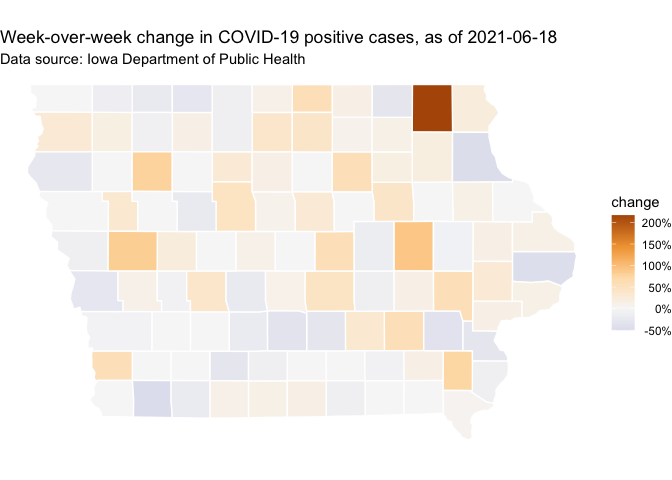 Week-over-week change in COVID-19 positive cases, as of 2021-06-18
Data source: Iowa Department of Public Health
change
200%
150%
100%
50%
0%
-50%